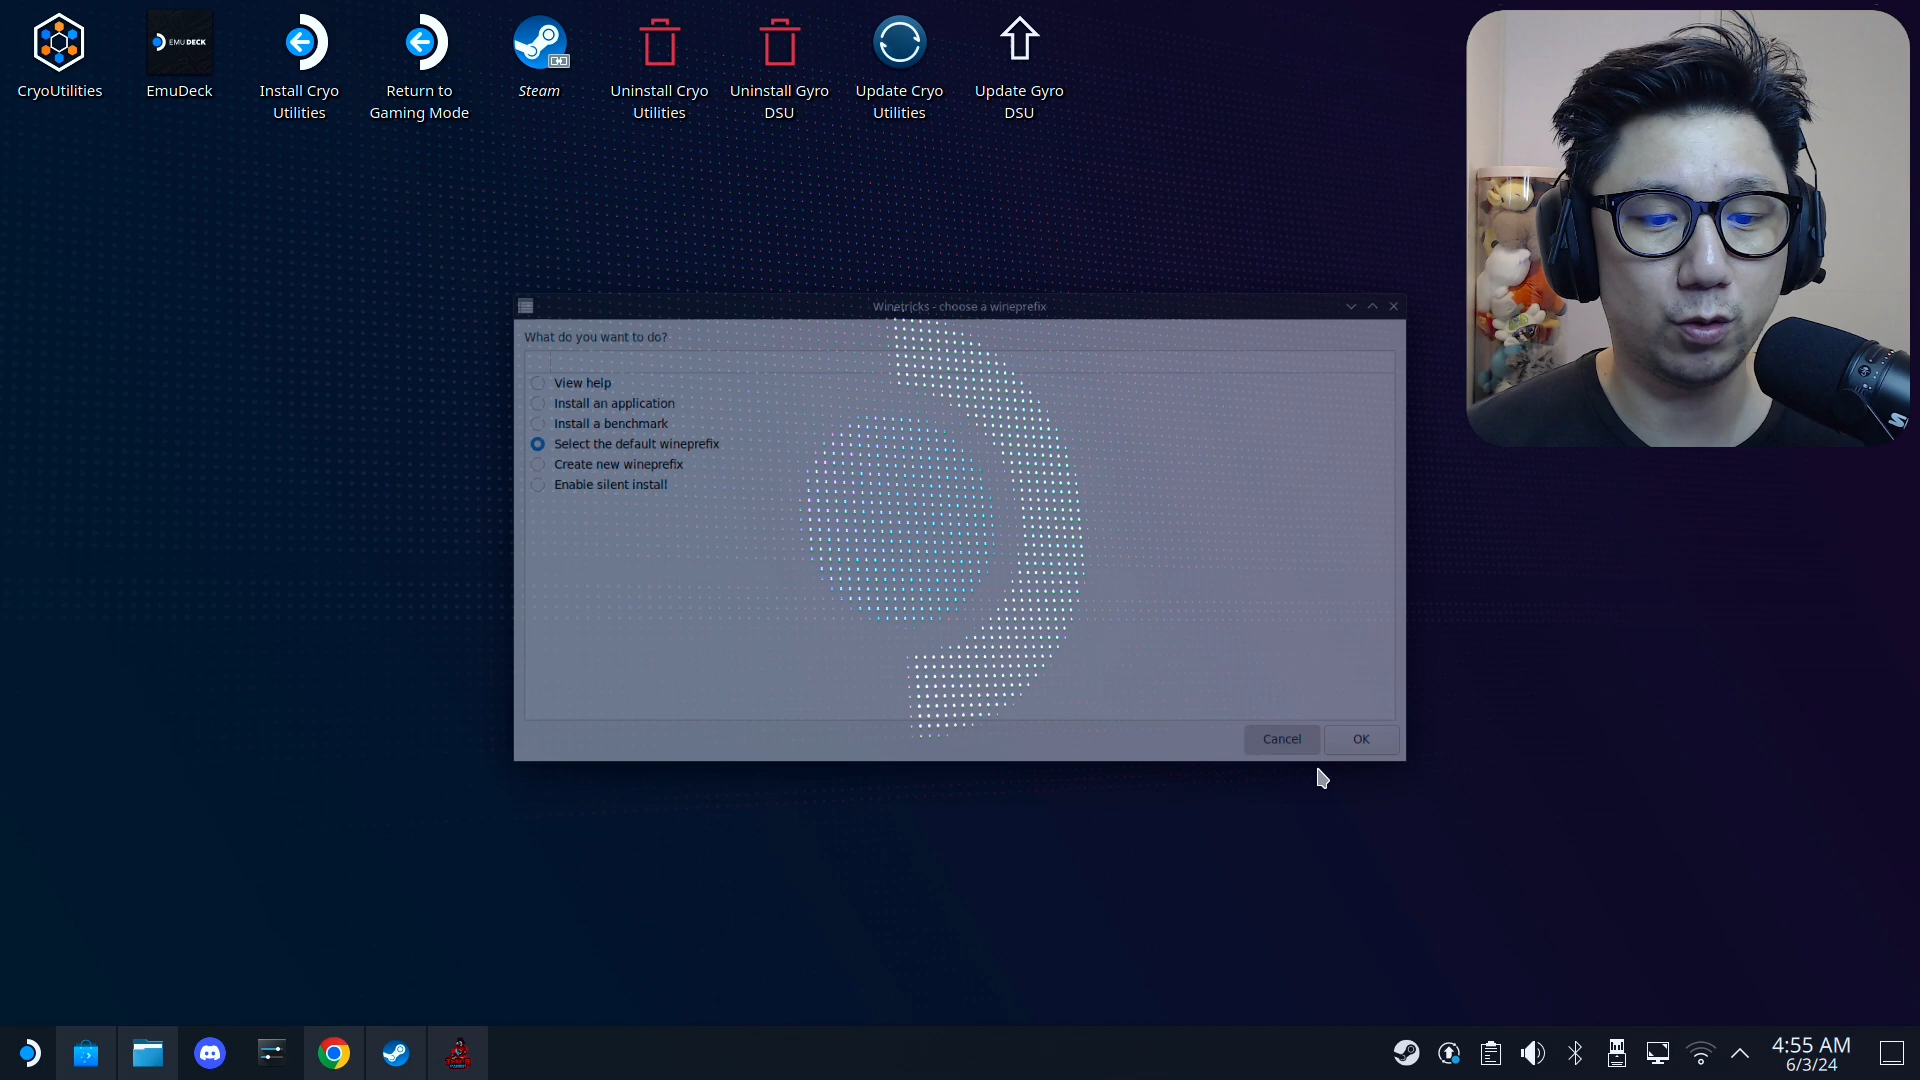 CryoUtilities
EMUDECK
EmuDeck
Install Cryo
Utilities
Return to
Gaming Mode
Steam
Uninstall Cryo
Utilities
Uninstall Gyro
DSU
Update Cryo
Utilities
Update Gyro
DSU
Winetricks - choose a wineprefix
What do you want to do?
View help
Install an application
Install a benchmark
Select the default wineprefix
Create new wineprefix
Enable silent install
Cancel
OK
4:55 AM
6/3/24